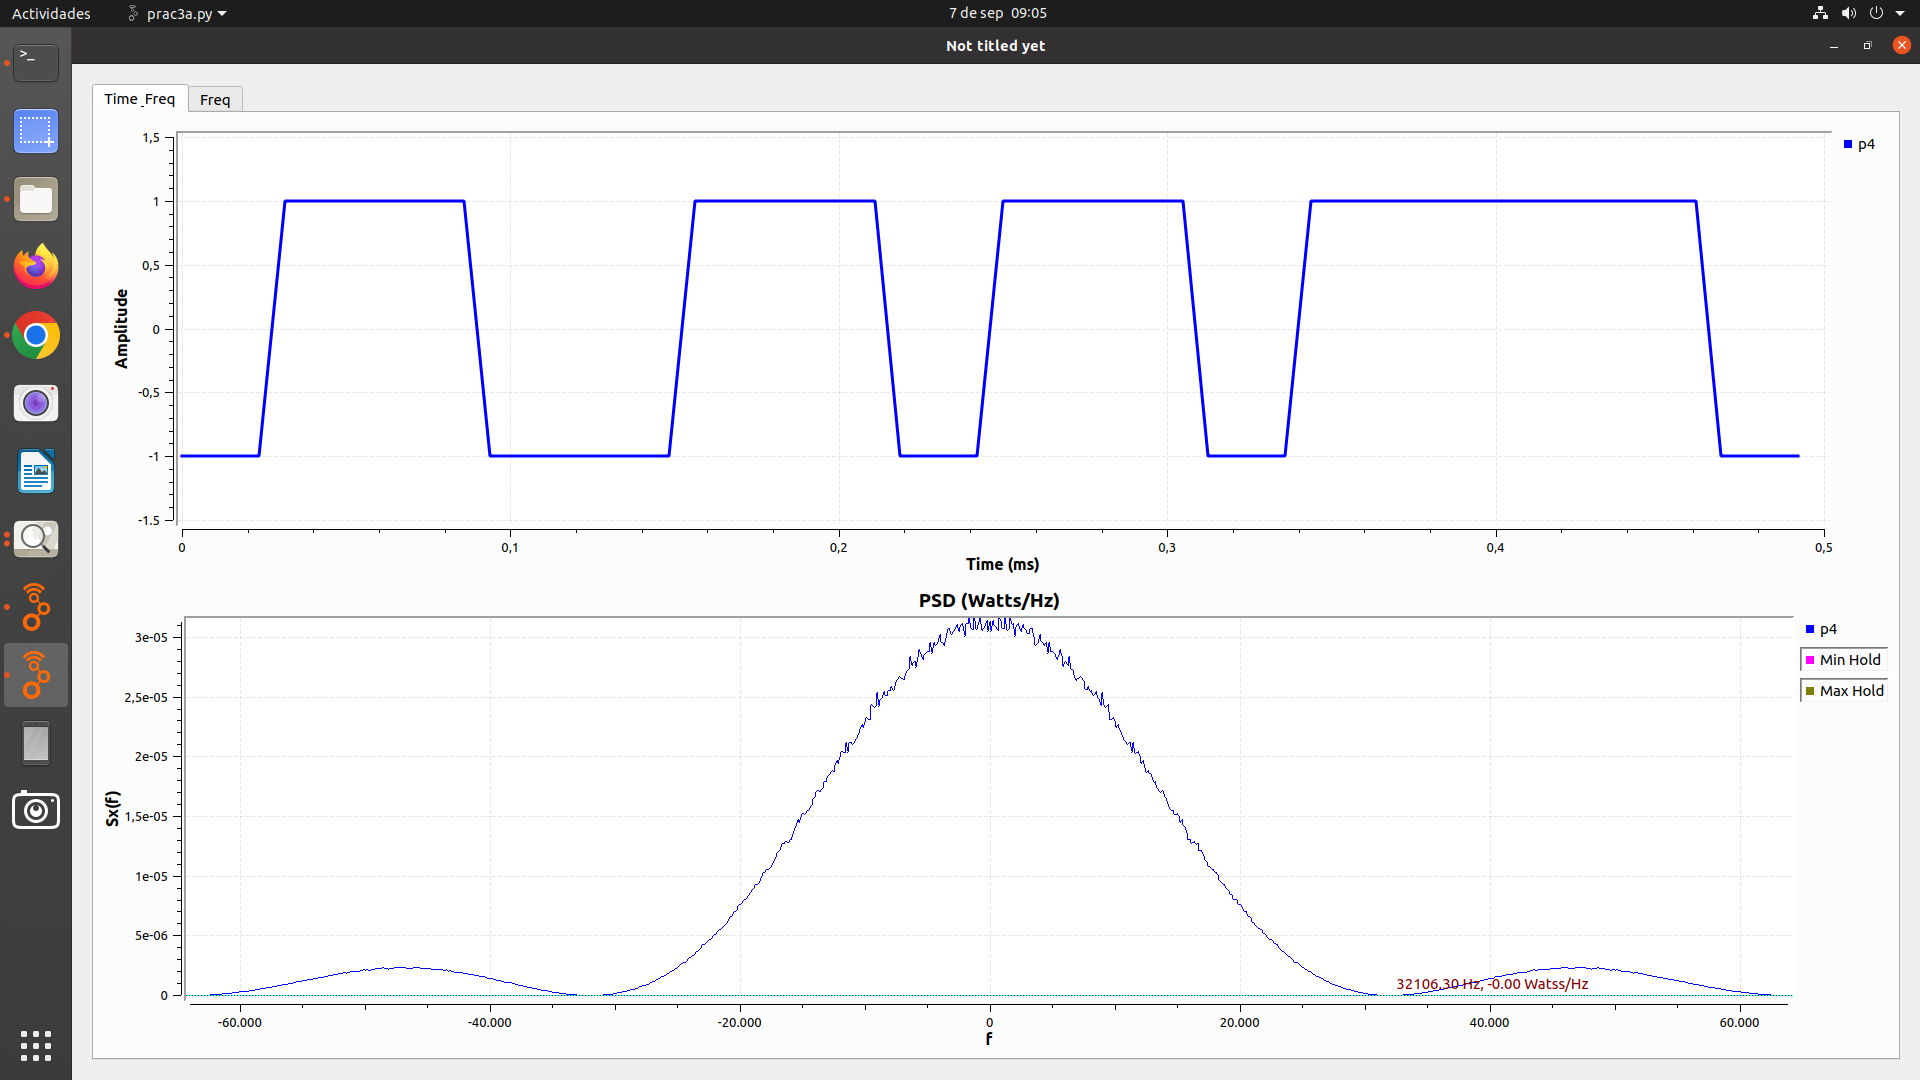 Actividades
prac3a.py
7 de sep 09:05
Not titled yet
Time_Freq
Freq
1,5
1
0,5
0
-0,5
-1
-1.5
Amplitude
p4
0
0,1
0,2
0,3
0,4
0,5
Time (ms)
PSD (Watts/Hz)
3e-05
2,5e-05
2e-05
1,5e-05
1e-05
5e-06
0
Sx(f)
p4
Min Hold
Max Hold
32106.30 Hz, -0.00 Watss/Hz
-60.000
-40.000
-20.000
0
20.000
40.000
60.000
f